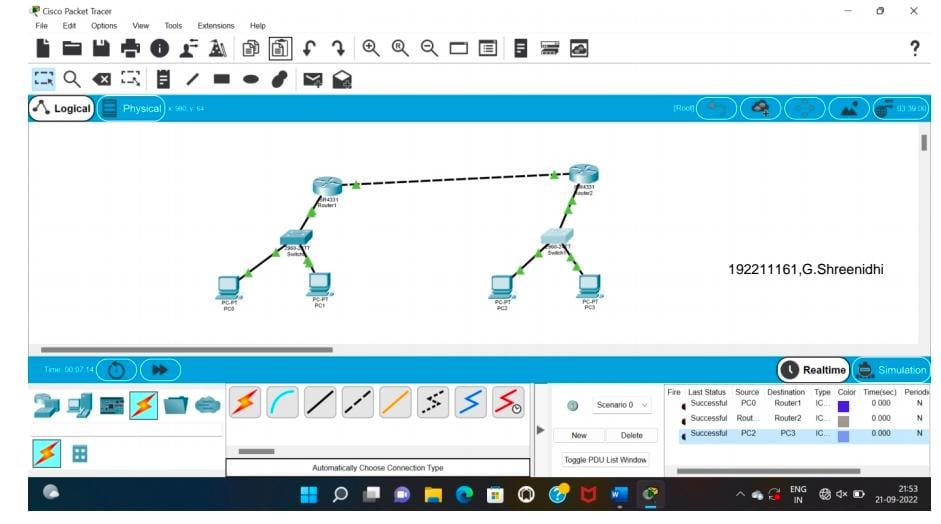 Cisco Packet Tracer
File Edit Options View Tools Extensions Help
?
Logical Physical x: 980, y: 64 [Root] 03:39:00
ISR4331
Router1
ISR4331
Router2
2960-24TT
2960-24TT
Switch1
192211161,G.Shreenidhi
PC-PT
PC0
PC-PT
PC1
PC-PT
PC2
PC-PT
PC3
Time: 00:07:14 Realtime Simulation
Scenario 0
New Delete
Toggle PDU List Window
Automatically Choose Connection Type
Fire Last Status Source Destination Type Color Time(sec) Periodi
Successful PC0 Router1 IC... 0.000 N
Successful Rout... Router2 IC... 0.000 N
Successful PC2 PC3 IC... 0.000 N
ENG
IN
21:53
21-09-2022